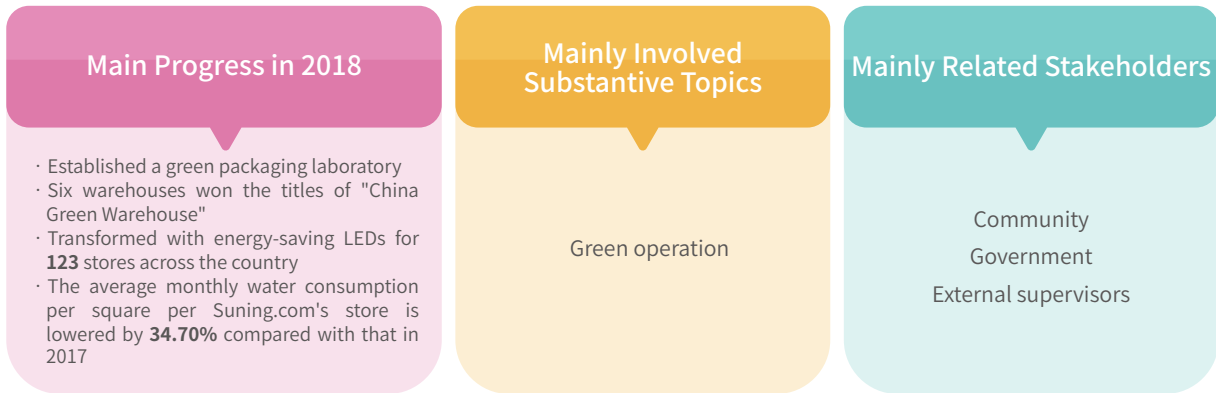 Main Progress in 2018
· Established a green packaging laboratory
· Six warehouses won the titles of "China
Green Warehouse"
· Transformed with energy-saving LEDs for
123 stores across the country
· The average monthly water consumption
per square per Suning.com's store is
lowered by 34.70% compared with that in
2017
Mainly Involved
Substantive Topics
Green operation
Mainly Related Stakeholders
Community
Government
External supervisors